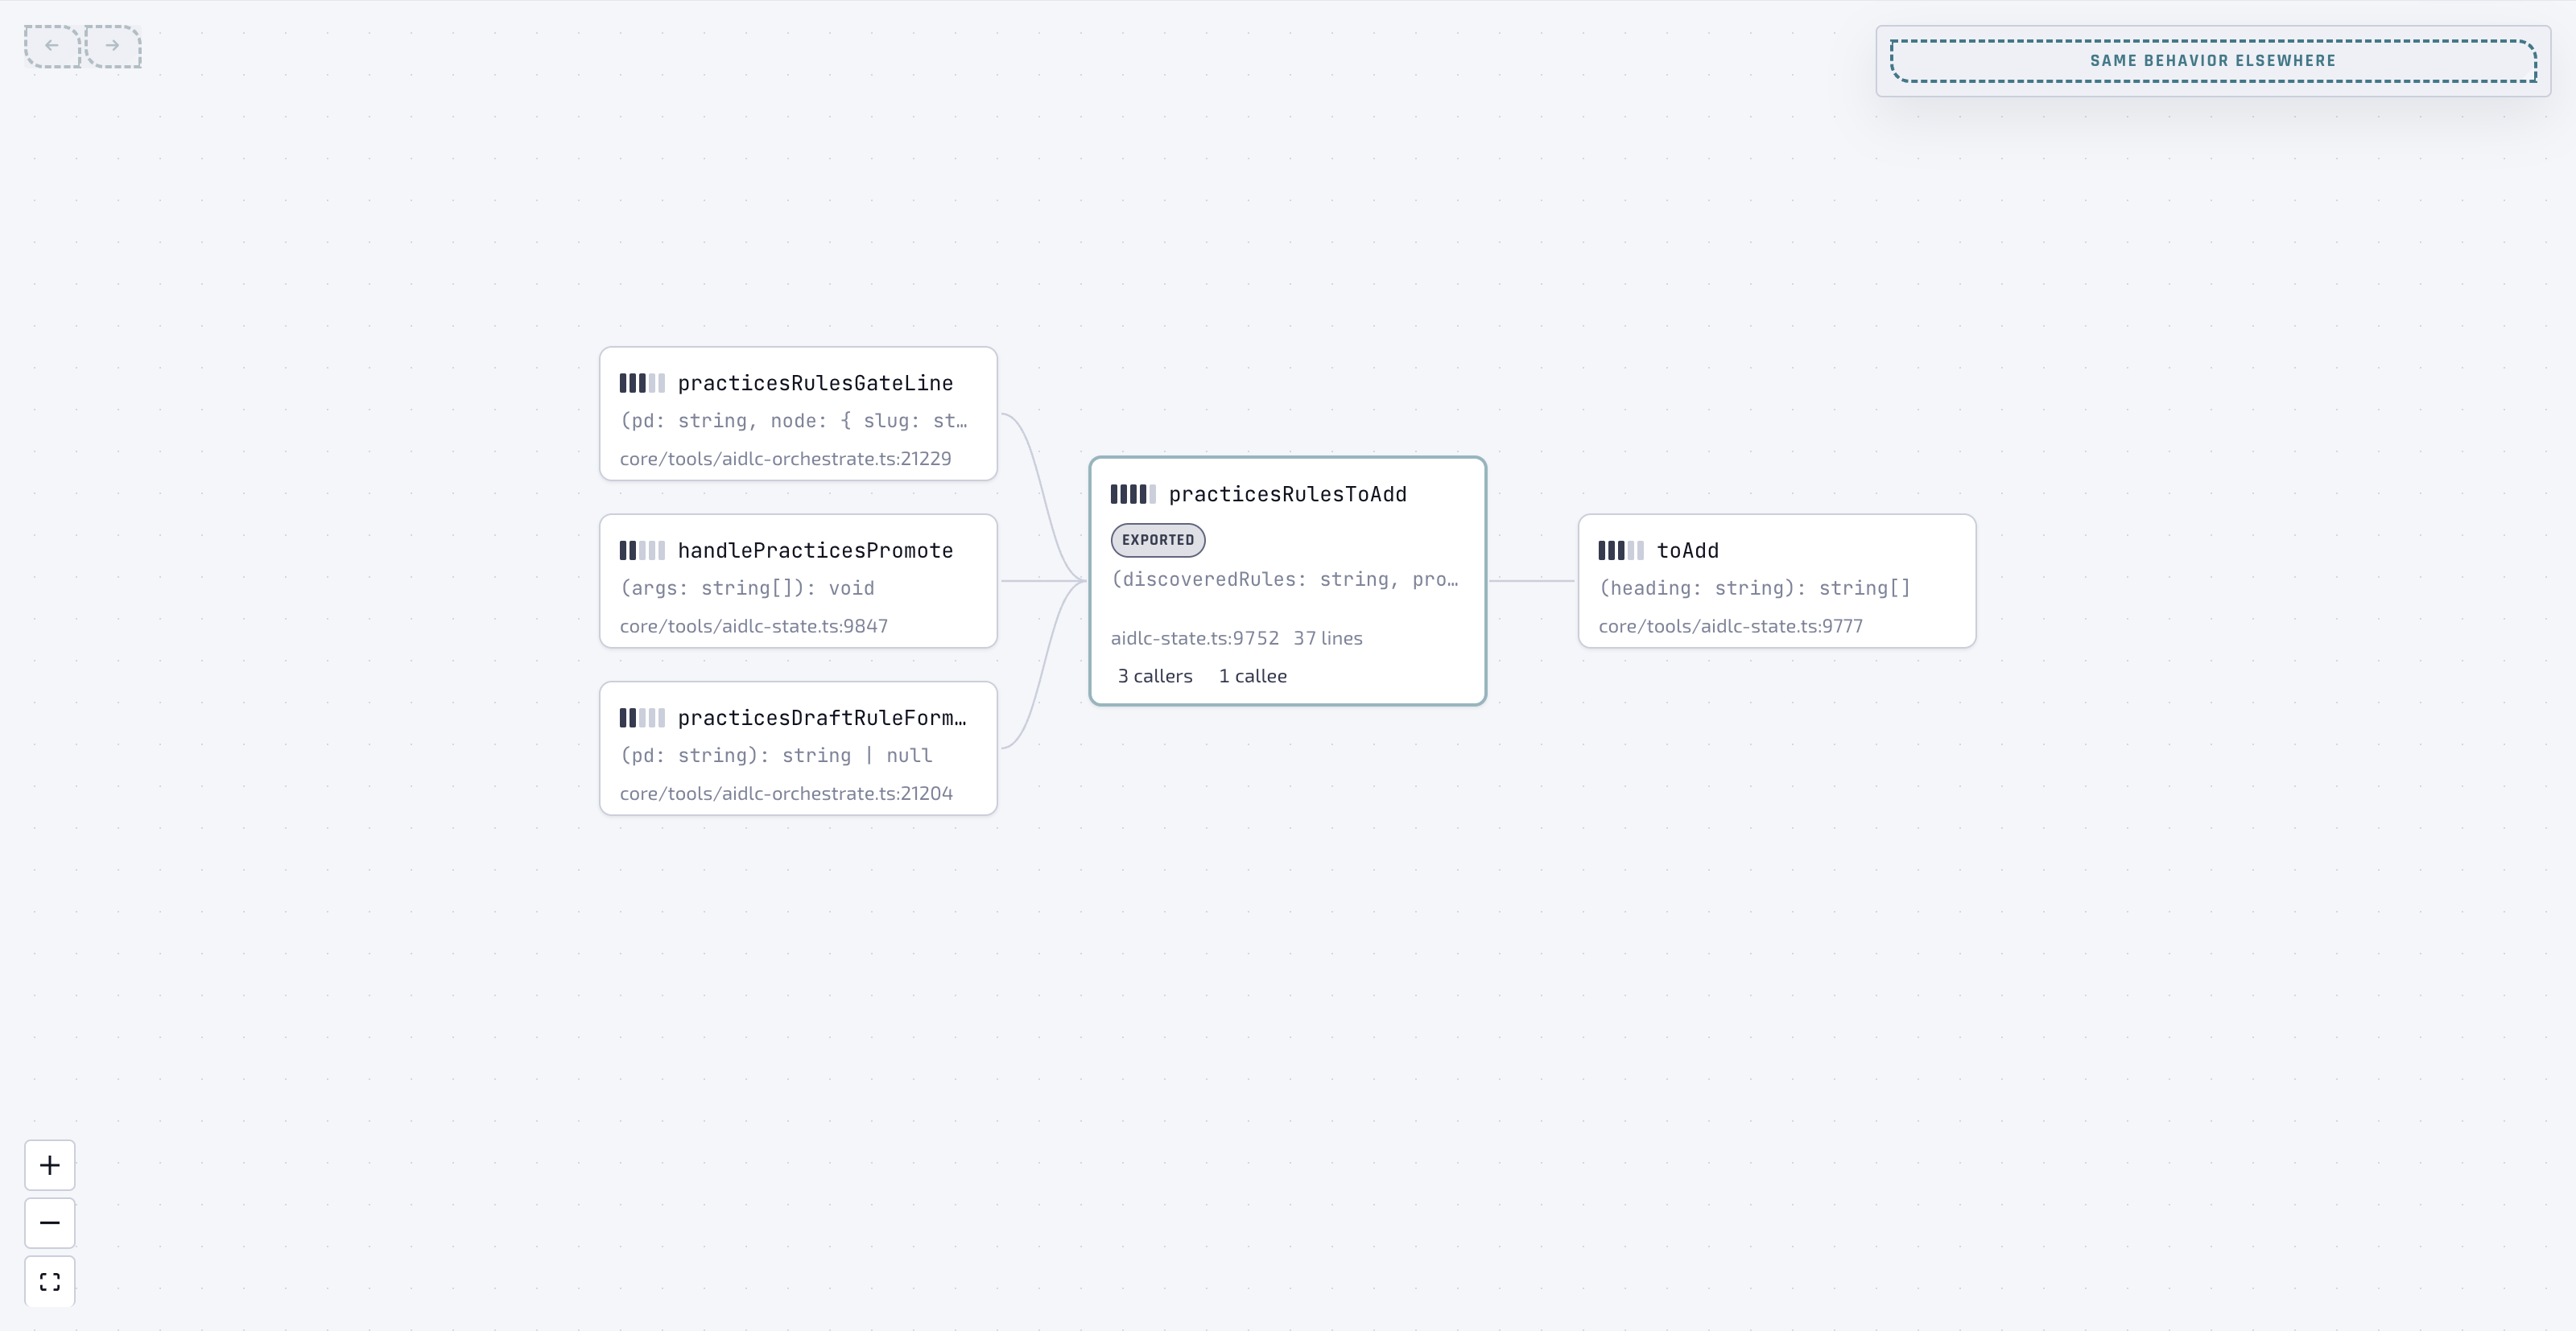 SAME BEHAVIOR ELSEWHERE
practicesRulesGateLine
(pd: string, node: { slug: st…
core/tools/aidlc-orchestrate.ts:21229
handlePracticesPromote
(args: string[]): void
core/tools/aidlc-state.ts:9847
practicesDraftRuleForm…
(pd: string): string | null
core/tools/aidlc-orchestrate.ts:21204
practicesRulesToAdd
EXPORTED
(discoveredRules: string, pro…
aidlc-state.ts:9752 37 lines
3 callers 1 callee
toAdd
(heading: string): string[]
core/tools/aidlc-state.ts:9777